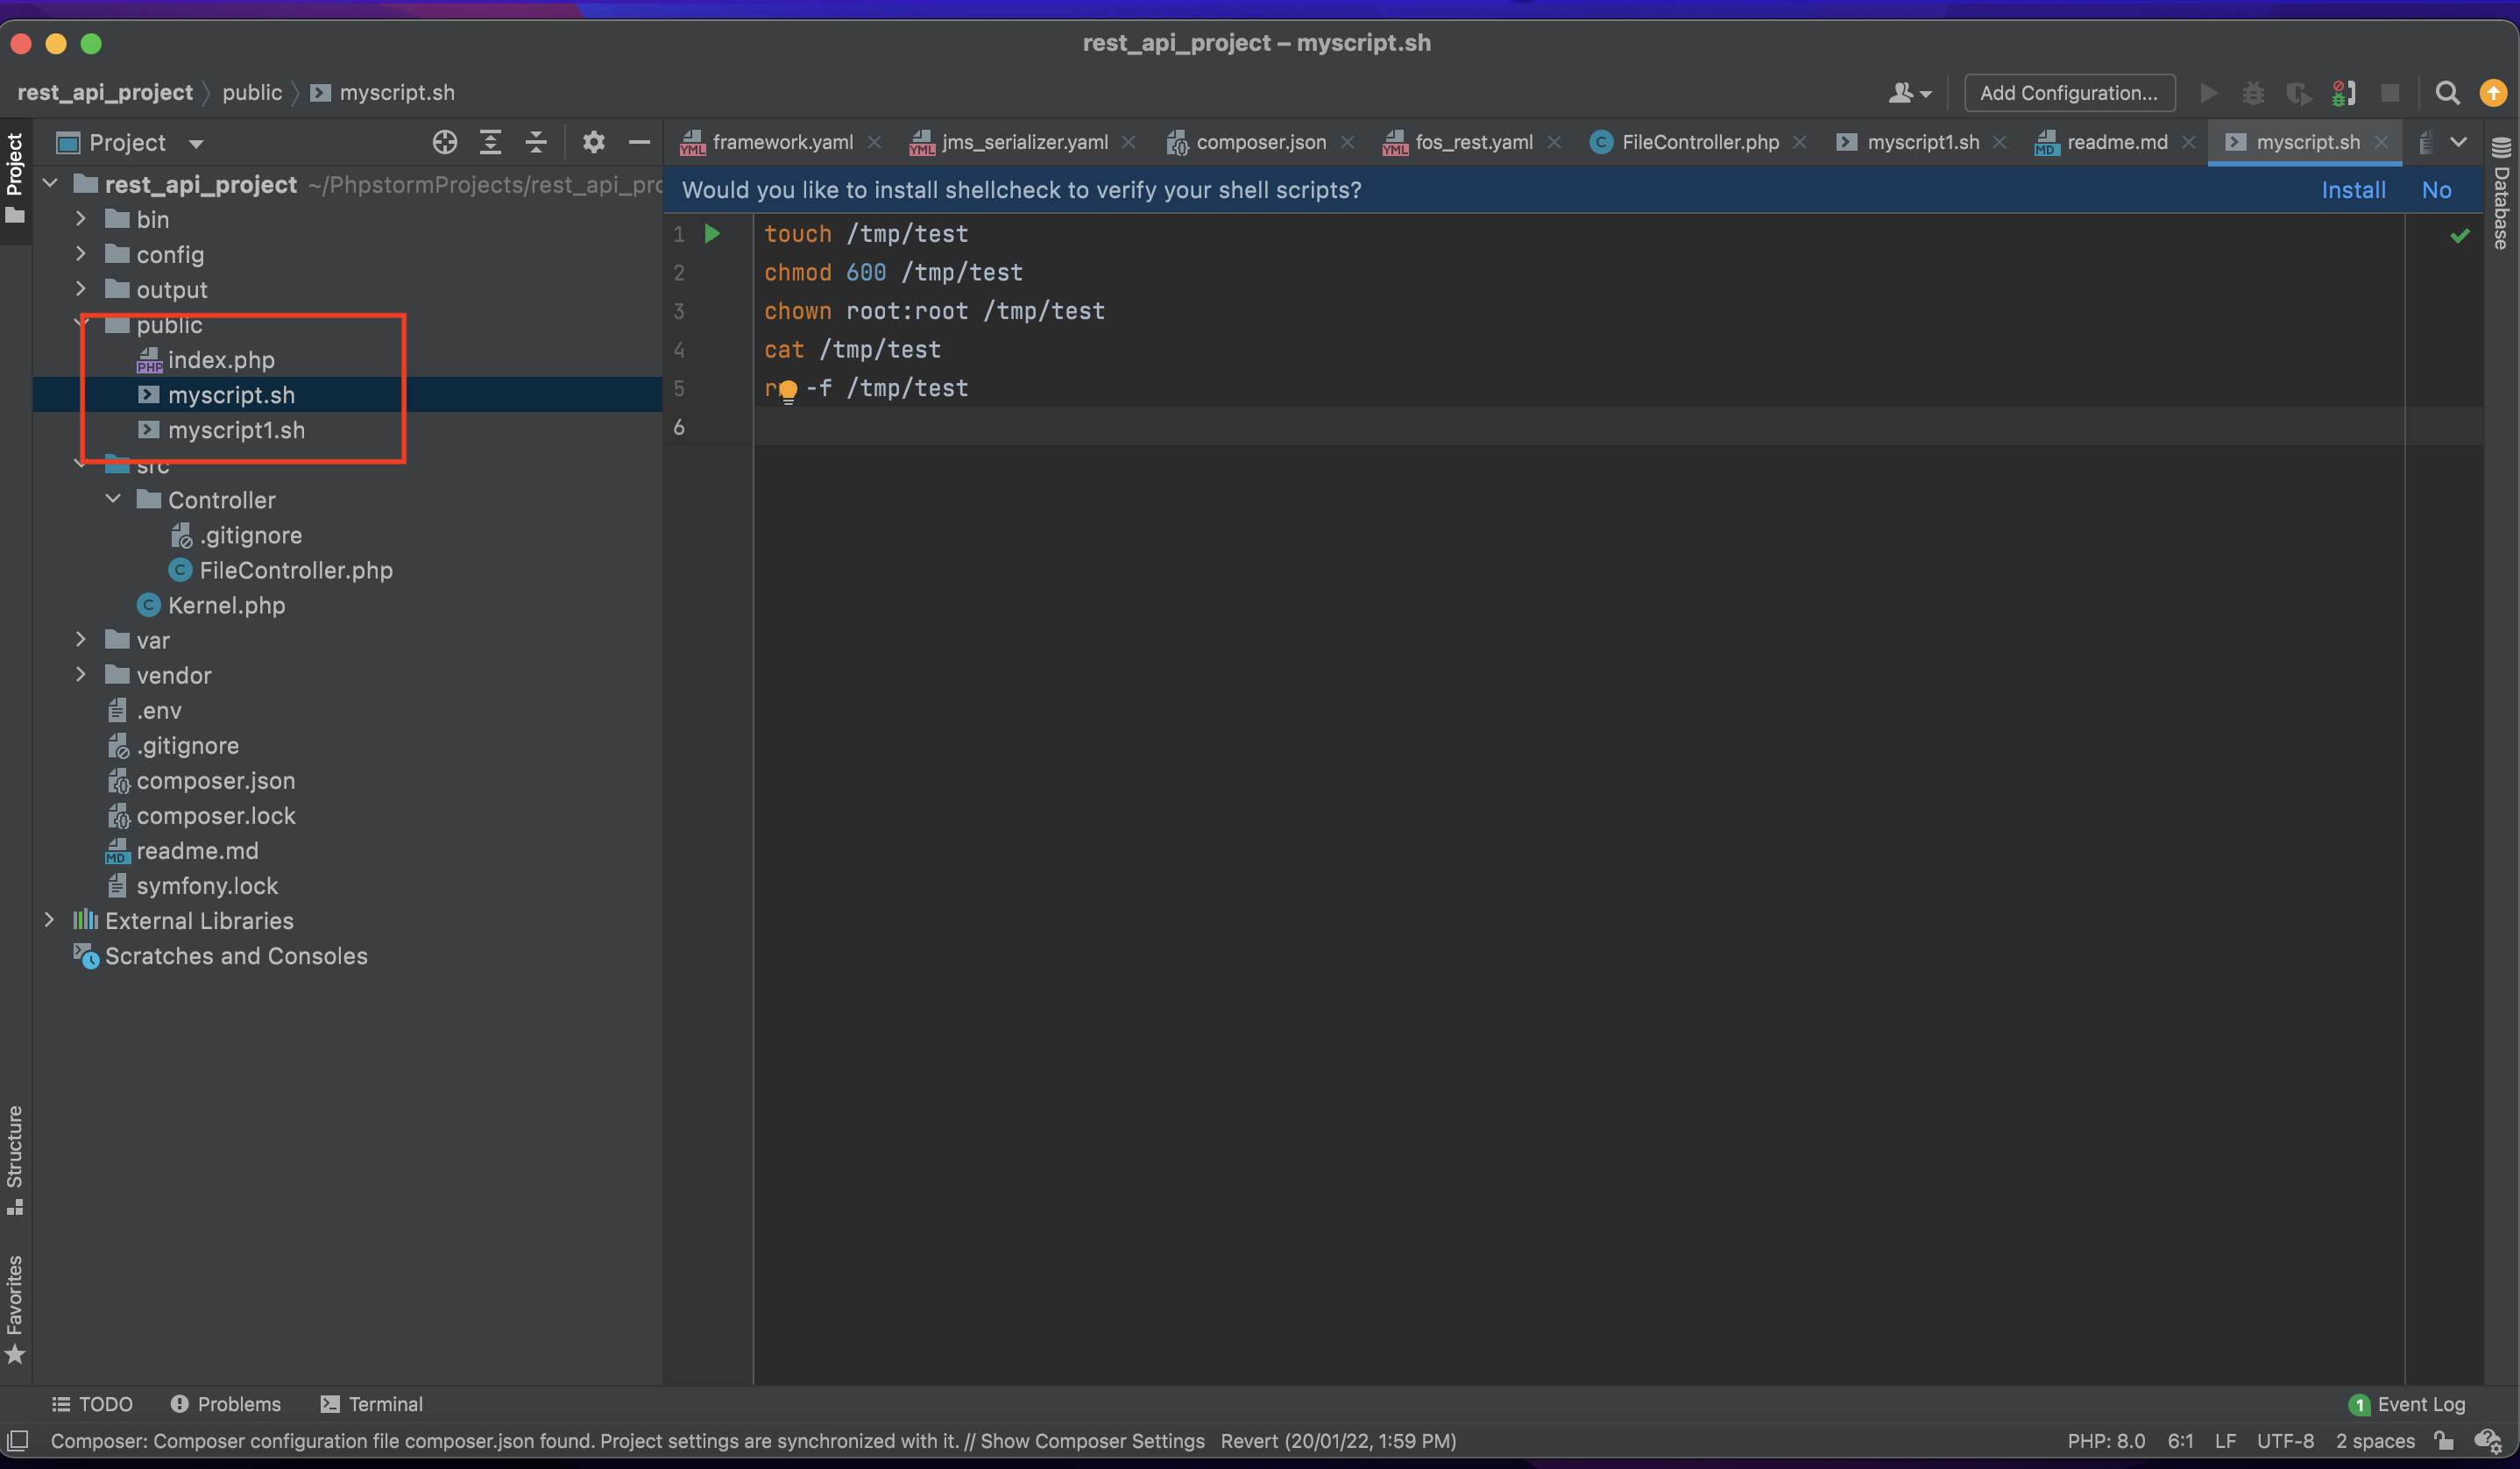 rest_api_project – myscript.sh
rest_api_project public myscript.sh
Add Configuration...
Project
Project
framework.yaml jms_serializer.yaml composer.json fos_rest.yaml FileController.php myscript1.sh readme.md myscript.sh
Database
rest_api_project ~/PhpstormProjects/rest_api_pro
bin
config
output
public
PHP index.php
myscript.sh
myscript1.sh
src
Controller
.gitignore
C FileController.php
C Kernel.php
var
vendor
.env
.gitignore
composer.json
composer.lock
MD readme.md
symfony.lock
External Libraries
Scratches and Consoles
Would you like to install shellcheck to verify your shell scripts? Install No
1 touch /tmp/test
2 chmod 600 /tmp/test
3 chown root:root /tmp/test
4 cat /tmp/test
5 -f /tmp/test
6
Structure
Favorites
TODO Problems Terminal
1 Event Log
Composer: Composer configuration file composer.json found. Project settings are synchronized with it. // Show Composer Settings Revert (20/01/22, 1:59 PM)
PHP: 8.0 6:1 LF UTF-8 2 spaces